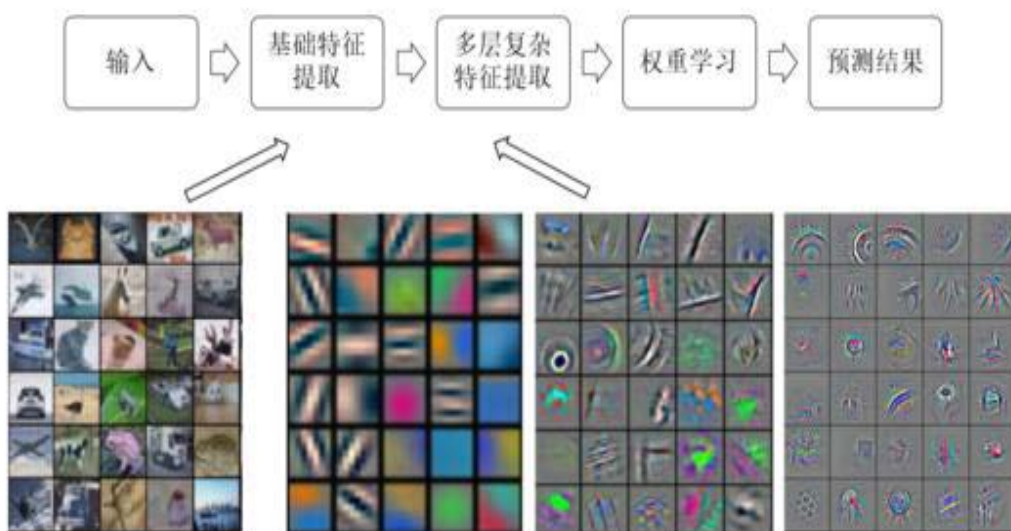 输入
基础特征
提取
多层复杂
特征提取
权重学习
预测结果